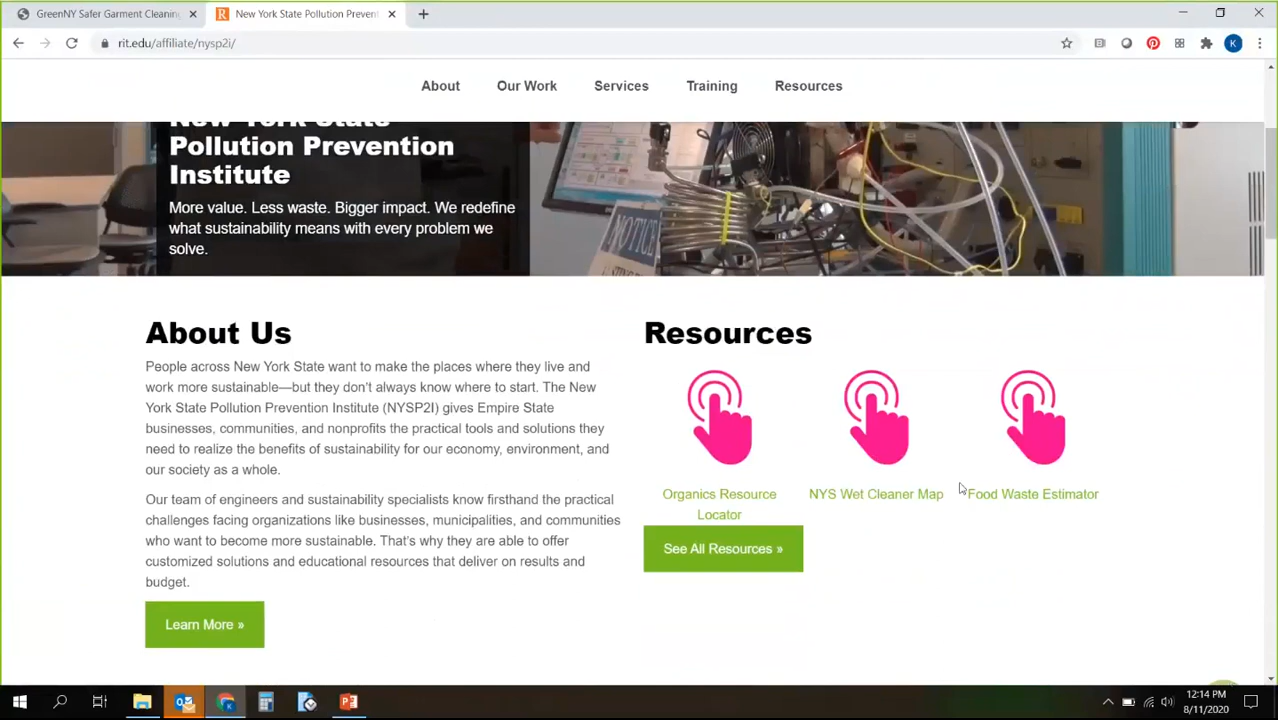 GreenNY Safer Garment Cleaning
New York State Pollution Prevent
rit.edu/affiliate/nysp2i/
K
About Our Work Services Training Resources
New York State
Pollution Prevention
Institute
More value. Less waste. Bigger impact. We redefine
what sustainability means with every problem we
solve.
NOTICE
About Us
People across New York State want to make the places where they live and
work more sustainable—but they don't always know where to start. The New
York State Pollution Prevention Institute (NYSP2I) gives Empire State
businesses, communities, and nonprofits the practical tools and solutions they
need to realize the benefits of sustainability for our economy, environment, and
our society as a whole.
Our team of engineers and sustainability specialists know firsthand the practical
challenges facing organizations like businesses, municipalities, and communities
who want to become more sustainable. That's why they are able to offer
customized solutions and educational resources that deliver on results and
budget.
Learn More »
Resources
Organics Resource
Locator
NYS Wet Cleaner Map
Food Waste Estimator
See All Resources »
12:14 PM
8/11/2020